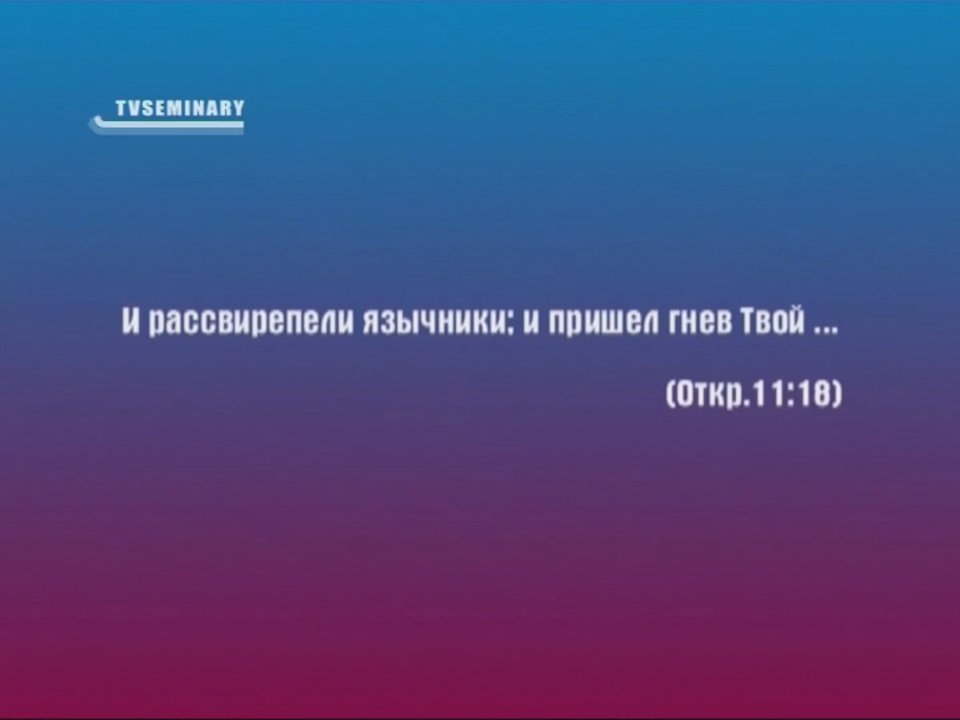 TVSEMINARY
И рассвирепели язычники; и пришел гнев Твой ...
(Откр.11:18)